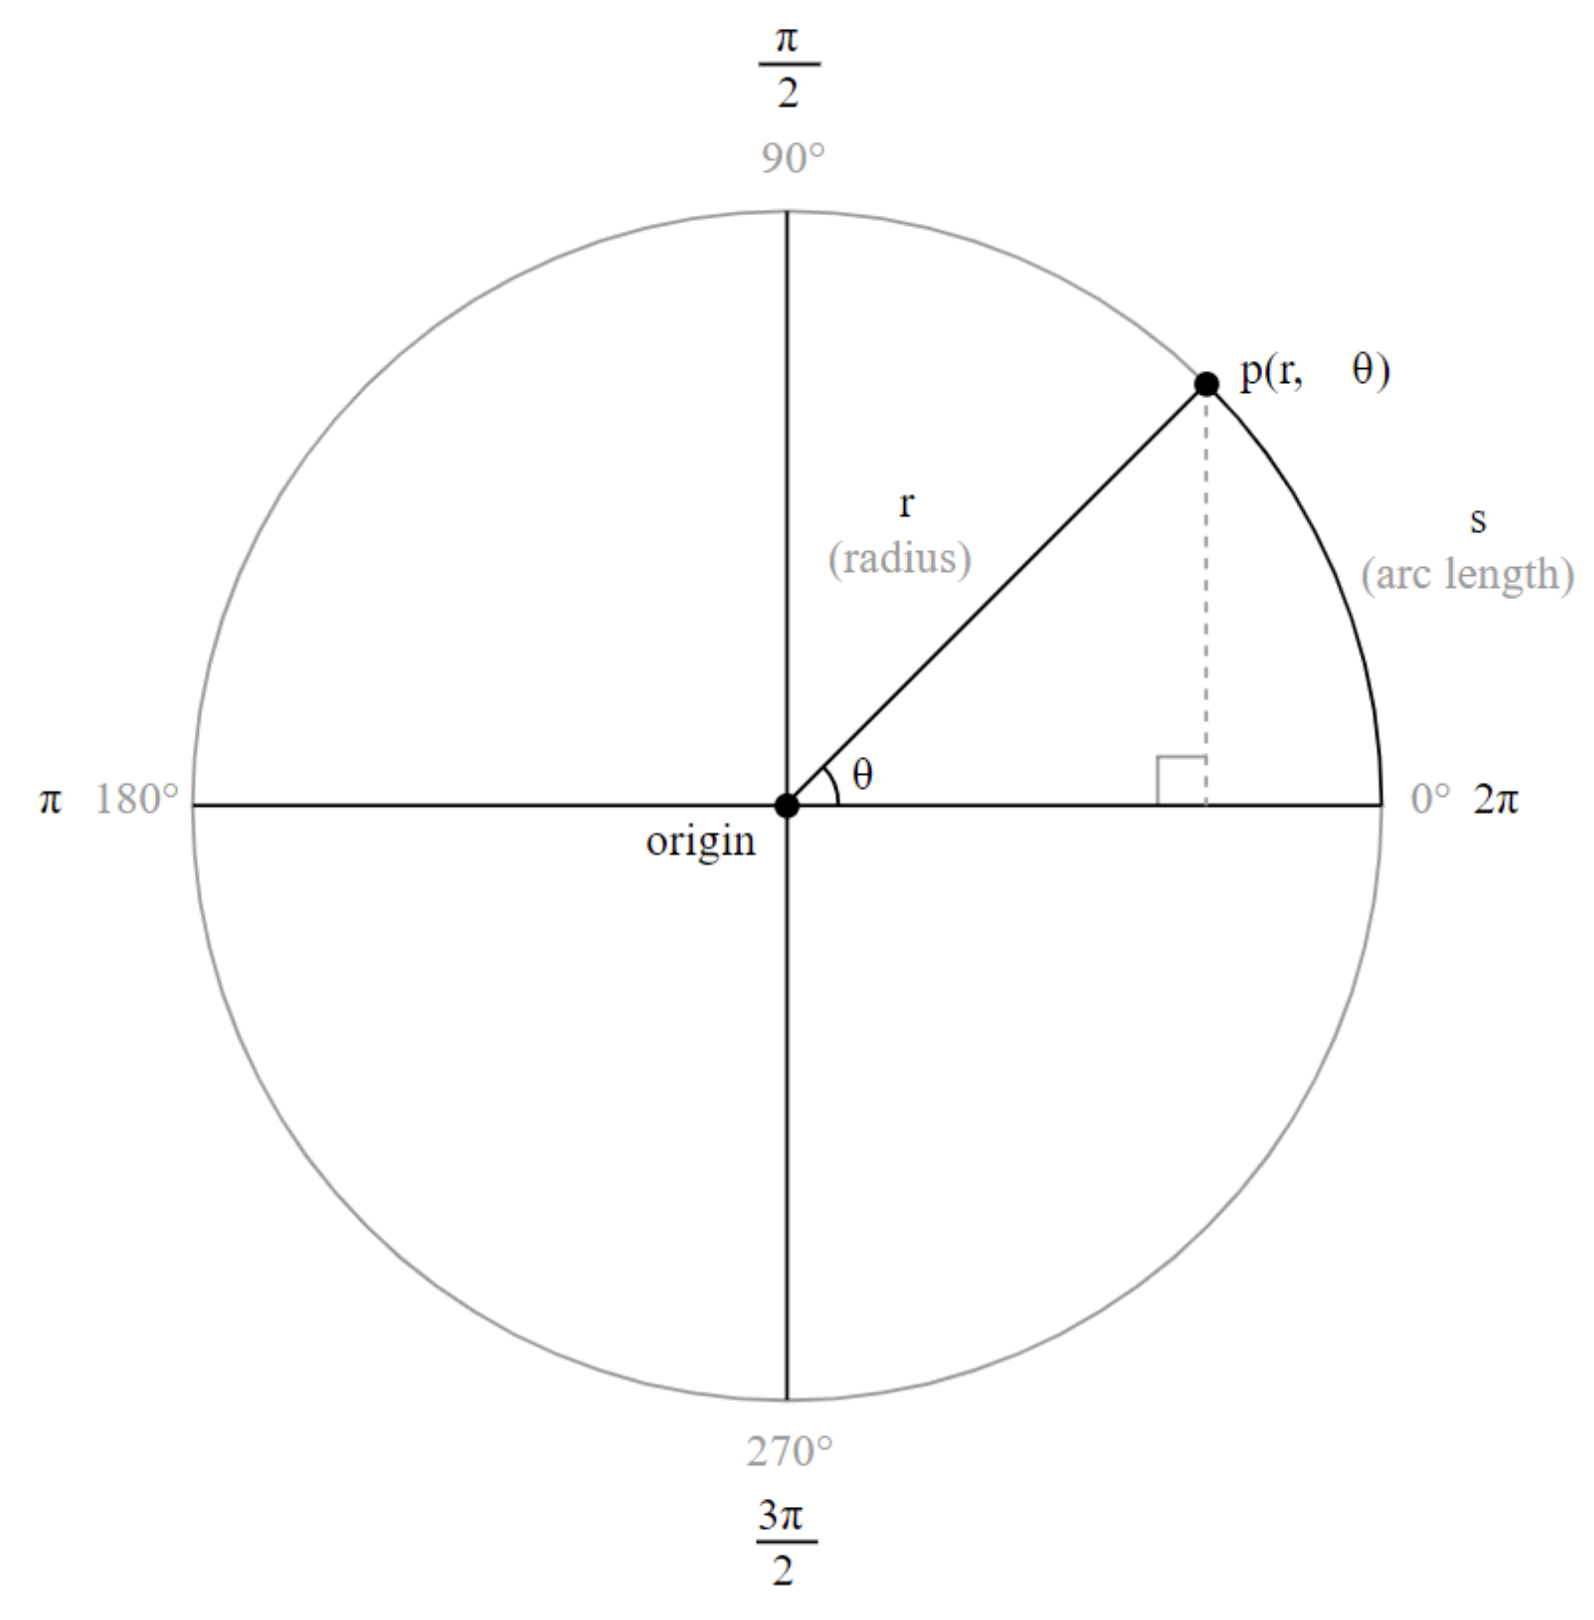 π
2
90°
p(r, θ)
r
(radius)
s
(arc length)
θ
π 180°
0° 2π
origin
270°
3π
2